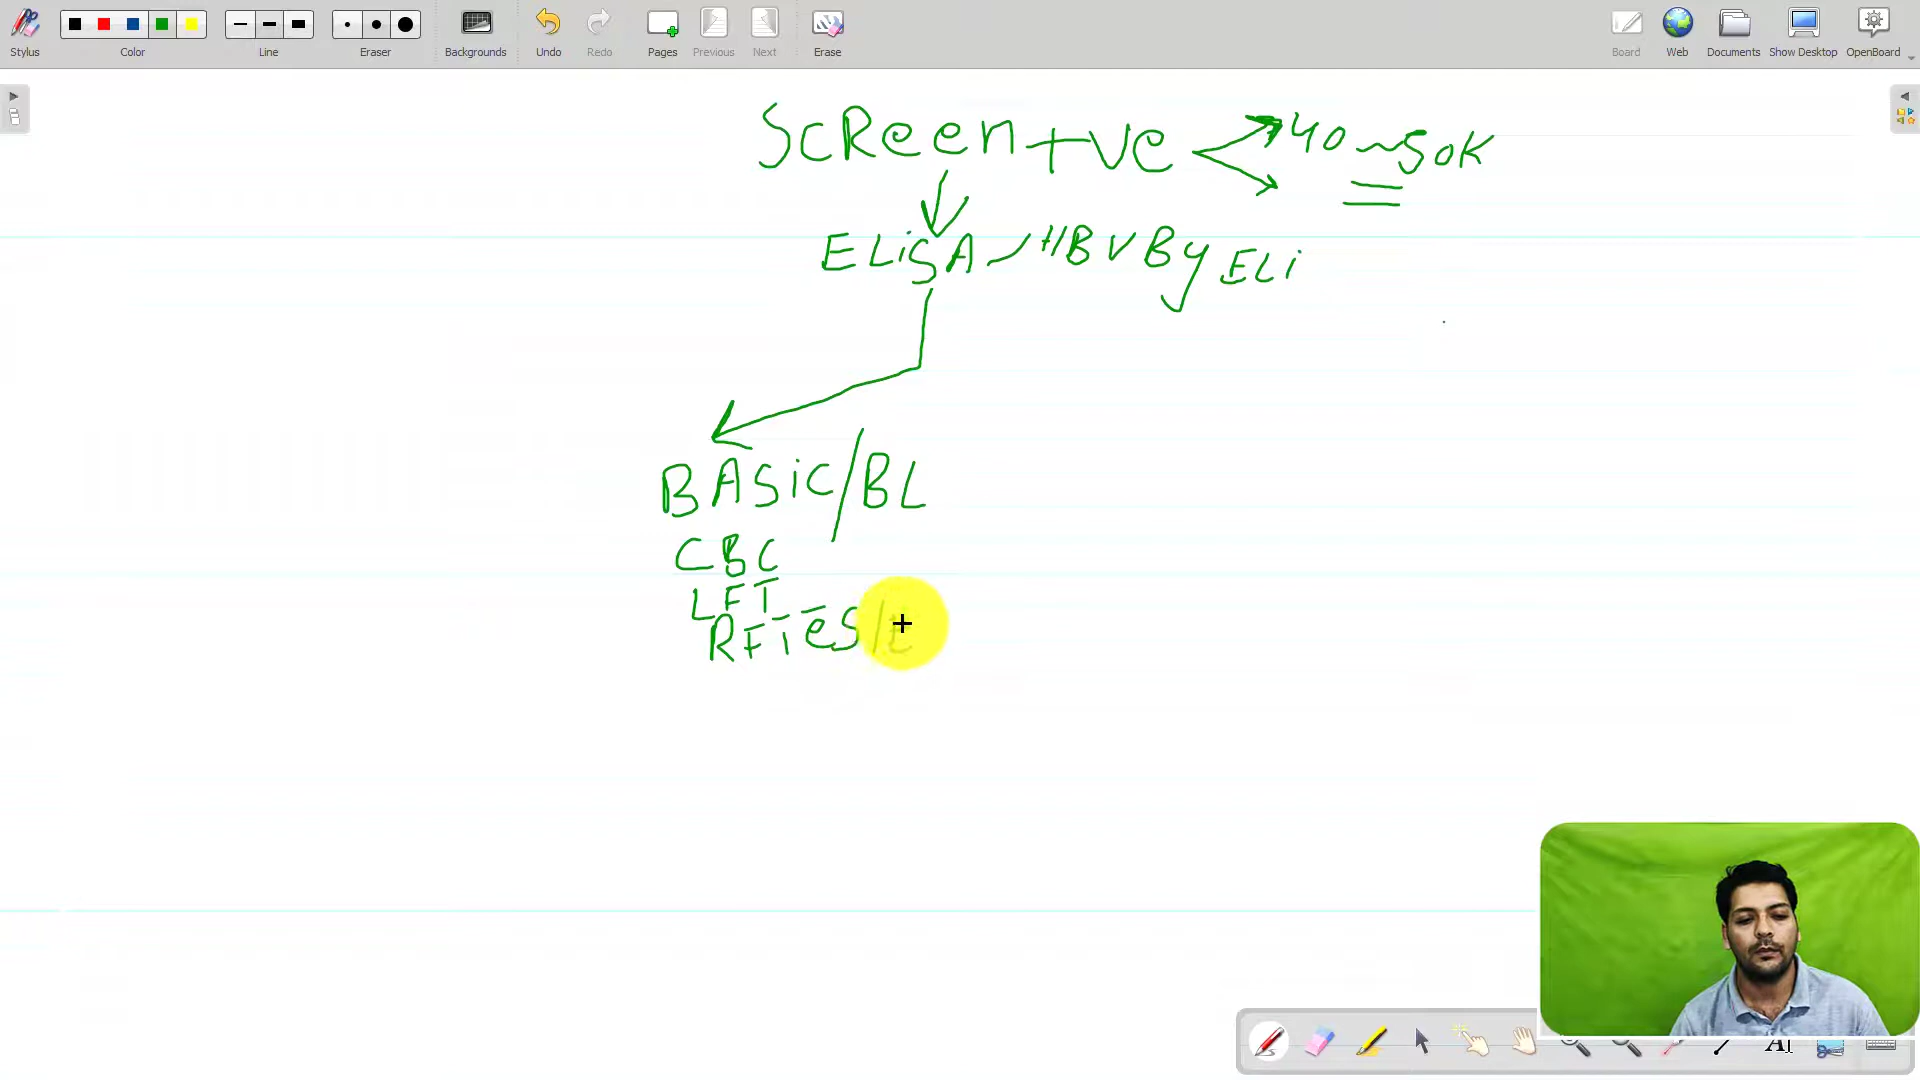 Stylus Color Line Eraser Backgrounds Undo Redo Pages Previous Next Erase Board Web Documents Show Desktop OpenBoard
ScReen +ve 40 ~ 50K
ELiSA HBV By ELi
BASiC/BL
CBC
LFT
RFT eS/E